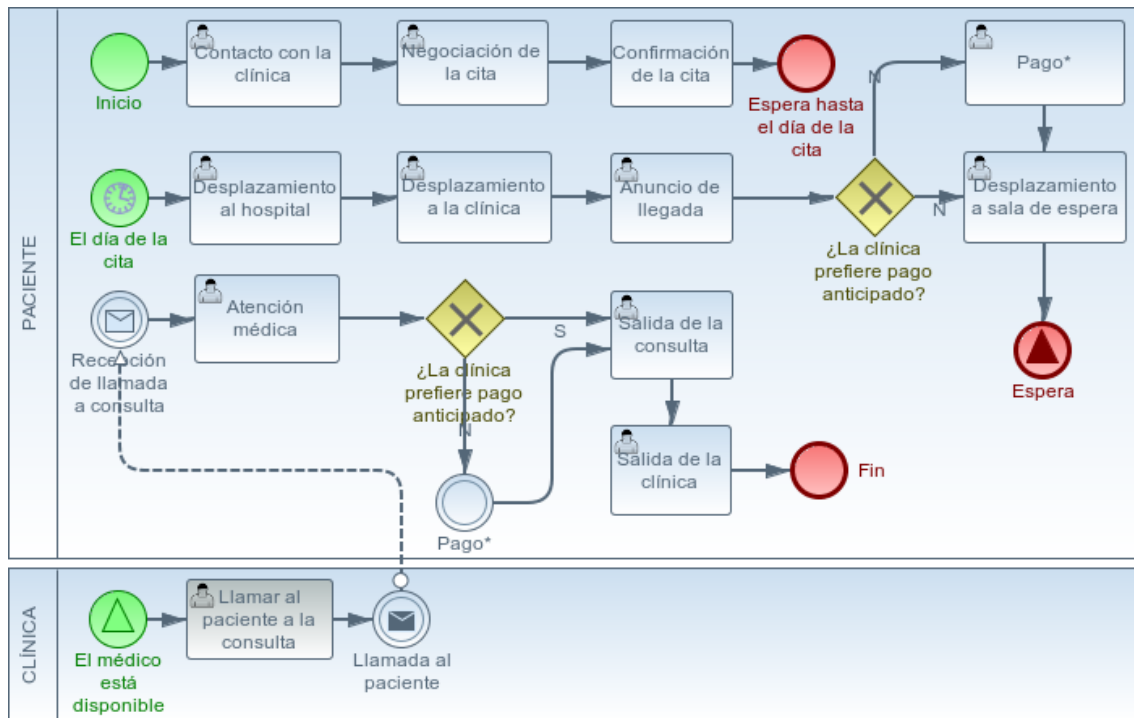 PACIENTE
Inicio
Contacto con la
clínica
Negociación de
la cita
Confirmación
de la cita
Espera hasta
el día de la
cita
N
Pago*
El día de la
cita
Desplazamiento
al hospital
Desplazamiento
a la clínica
Anuncio de
llegada
¿La clínica
prefiere pago
anticipado?
N
Desplazamiento
a sala de espera
Espera
Recepción
de llamada
a consulta
Atención
médica
¿La clínica
prefiere pago
anticipado?
S
N
Pago*
Salida de la
consulta
Salida de la
clínica
Fin
CLÍNICA
El médico
está
disponible
Llamar al
paciente a la
consulta
Llamada al
paciente